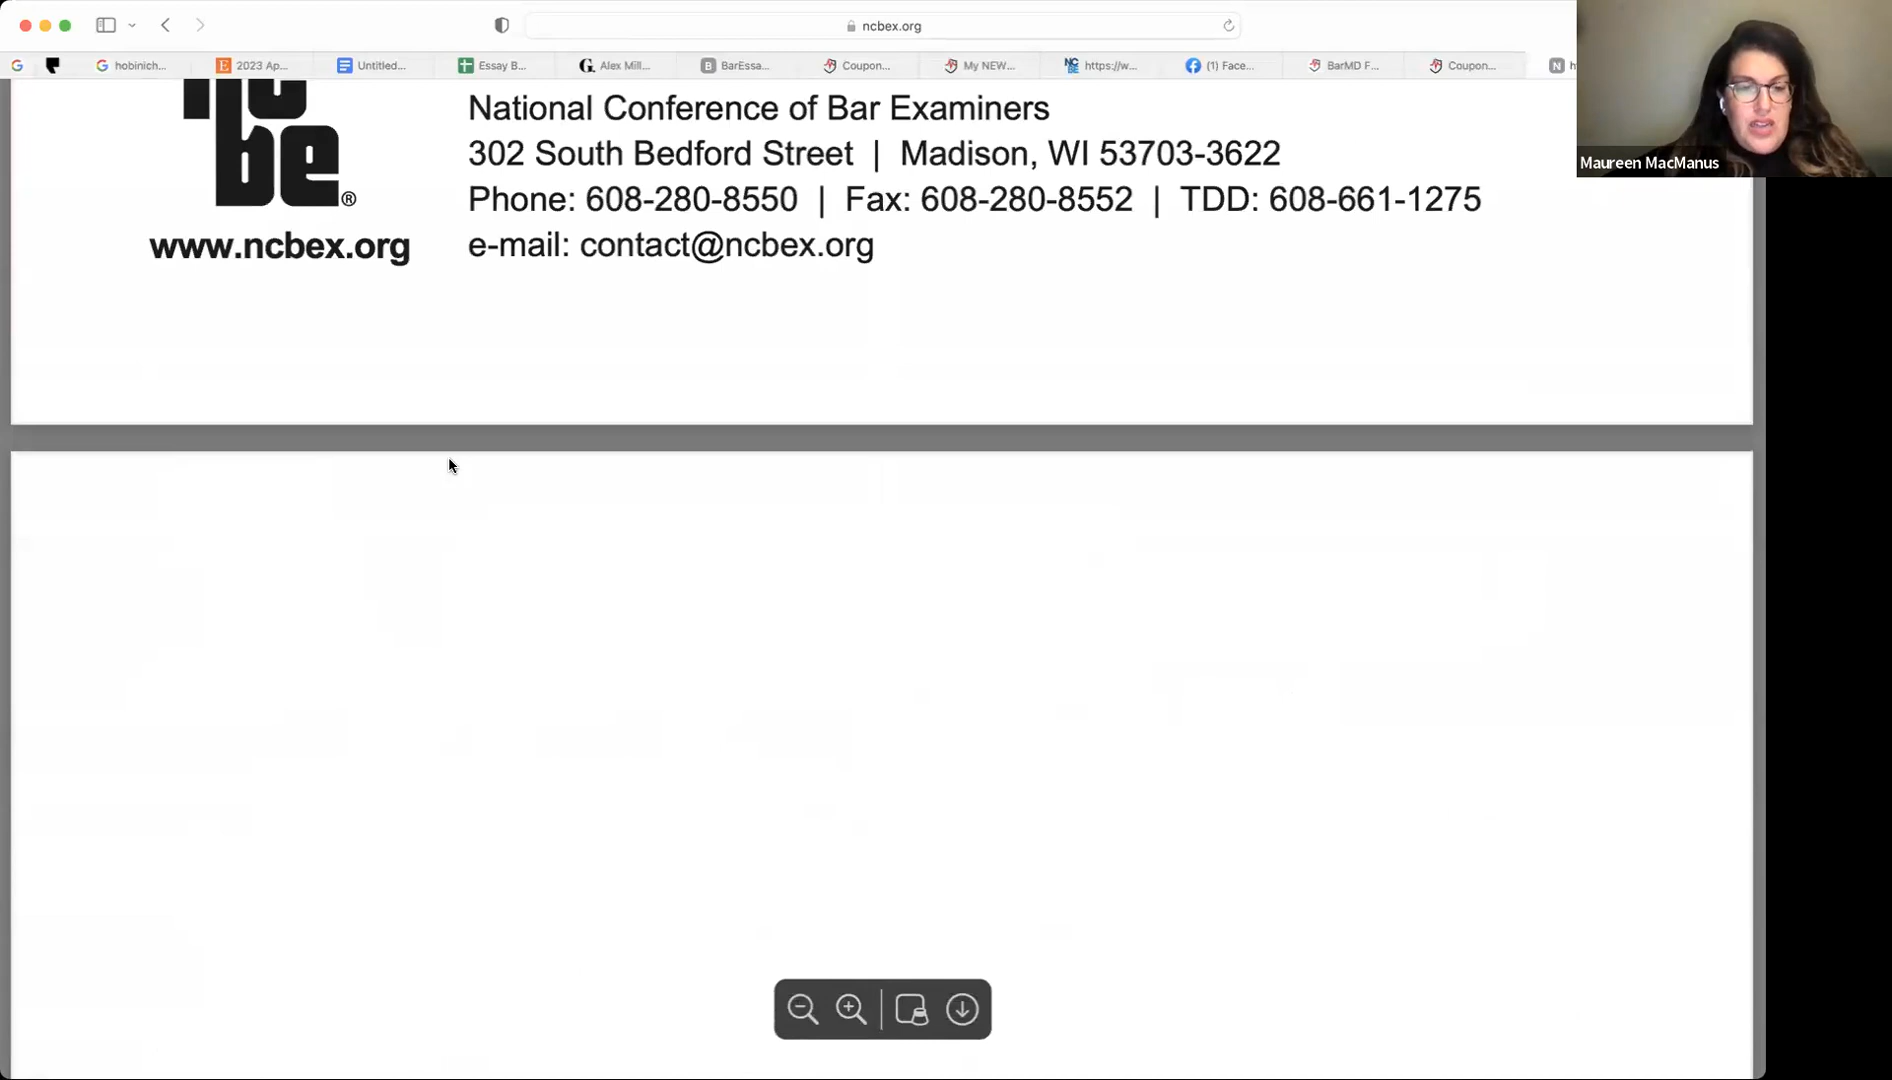 ncbex.org
hobinich...
2023 Ap...
Untitled...
Essay B...
Alex Mill...
BarEssa...
Coupon...
My NEW...
https://w...
(1) Face...
BarMD F...
Coupon...
Maureen MacManus
be®
www.ncbex.org
National Conference of Bar Examiners
302 South Bedford Street | Madison, WI 53703-3622
Phone: 608-280-8550 | Fax: 608-280-8552 | TDD: 608-661-1275
e-mail: contact@ncbex.org